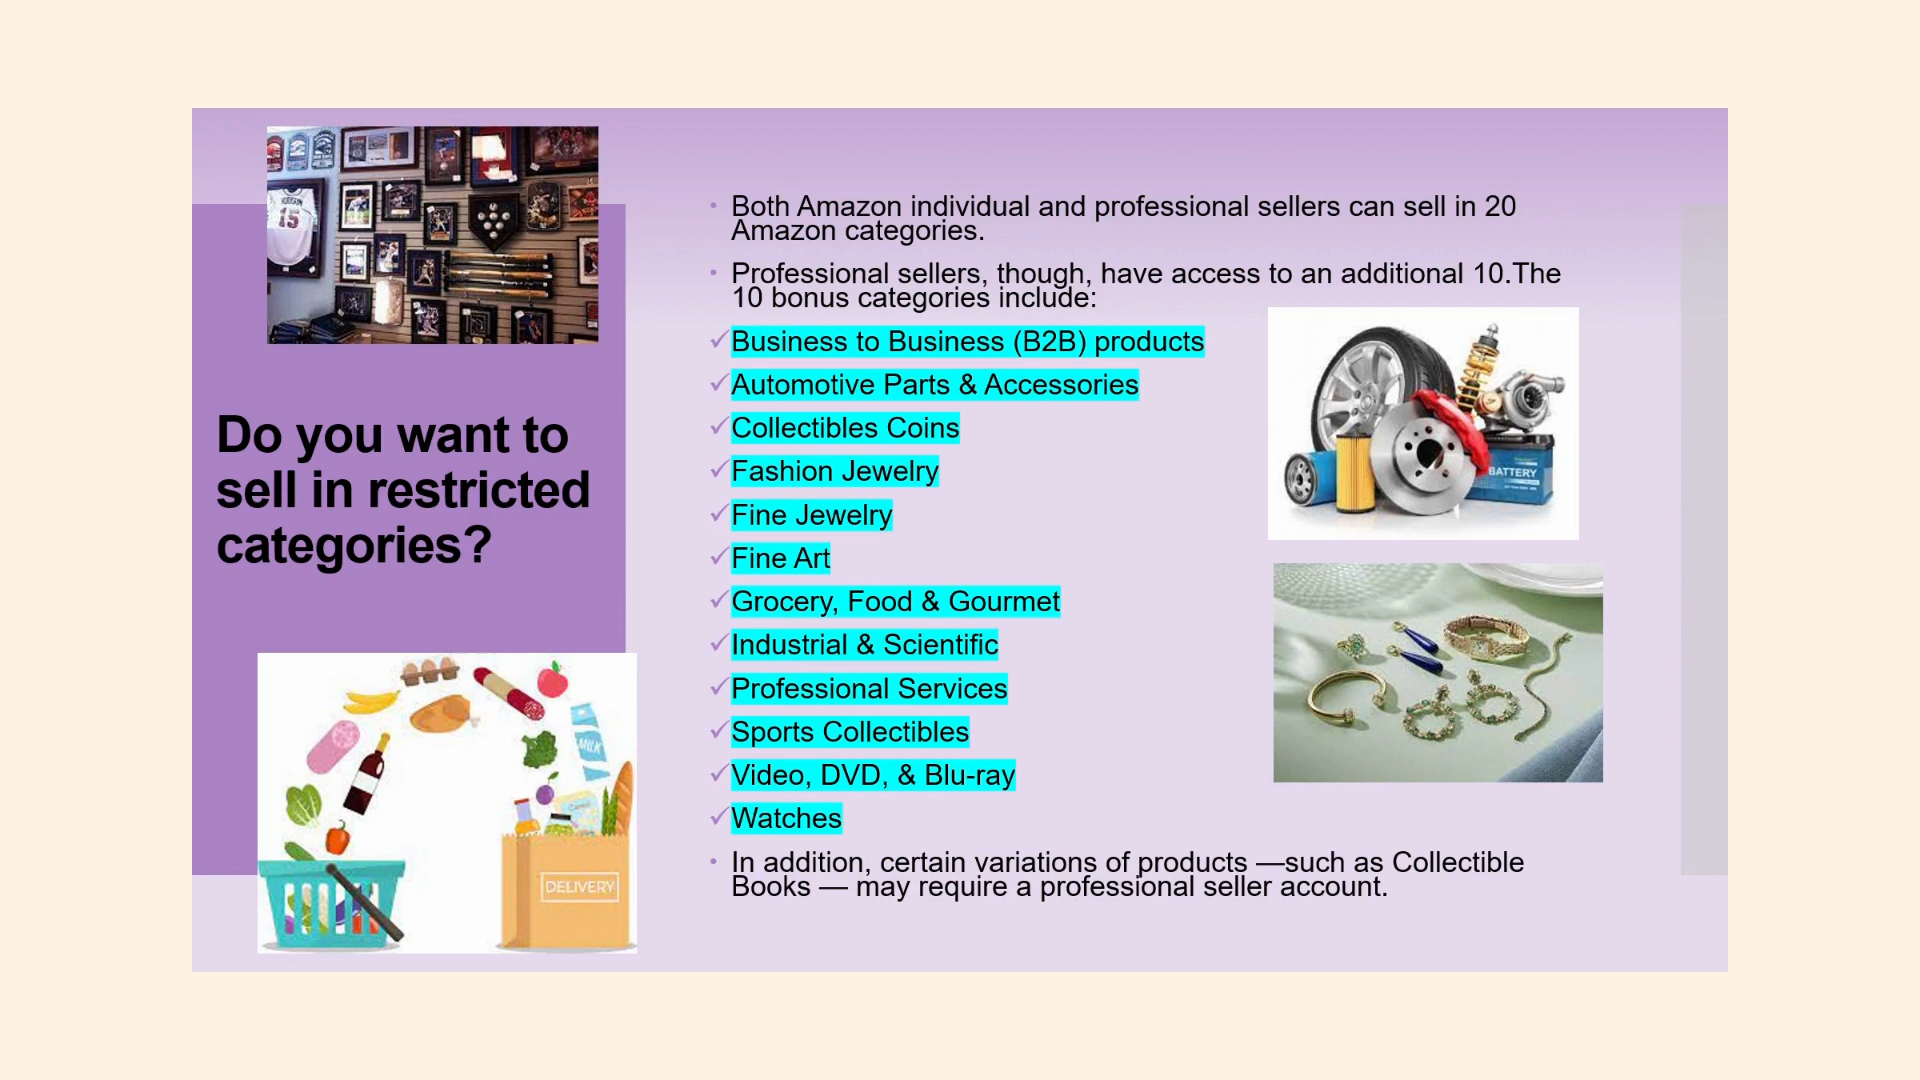 Do you want to
sell in restricted
categories?
Both Amazon individual and professional sellers can sell in 20
Amazon categories.
Professional sellers, though, have access to an additional 10.The
10 bonus categories include:
Business to Business (B2B) products
Automotive Parts & Accessories
Collectibles Coins
Fashion Jewelry
Fine Jewelry
Fine Art
Grocery, Food & Gourmet
Industrial & Scientific
Professional Services
Sports Collectibles
Video, DVD, & Blu-ray
Watches
In addition, certain variations of products —such as Collectible
Books — may require a professional seller account.
BATTERY
MILK
DELIVERY
15